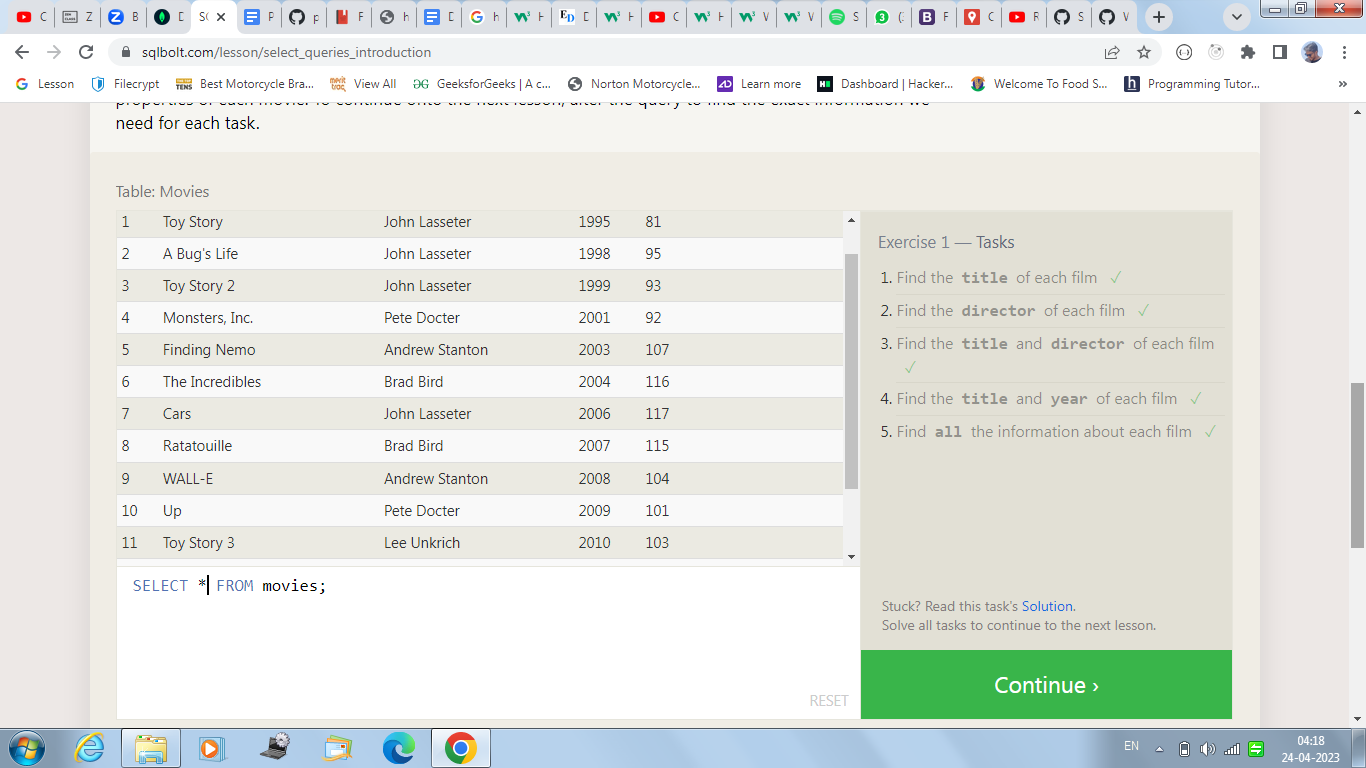 sqlbolt.com/lesson/select_queries_introduction
Lesson
Filecrypt
Best Motorcycle Bra...
View All
GeeksforGeeks | A c...
Norton Motorcycle...
Learn more
Dashboard | Hacker...
Welcome To Food S...
Programming Tutor...
»
need for each task.
Table: Movies
1 Toy Story John Lasseter 1995 81
2 A Bug's Life John Lasseter 1998 95
3 Toy Story 2 John Lasseter 1999 93
4 Monsters, Inc. Pete Docter 2001 92
5 Finding Nemo Andrew Stanton 2003 107
6 The Incredibles Brad Bird 2004 116
7 Cars John Lasseter 2006 117
8 Ratatouille Brad Bird 2007 115
9 WALL-E Andrew Stanton 2008 104
10 Up Pete Docter 2009 101
11 Toy Story 3 Lee Unkrich 2010 103
SELECT * FROM movies;
RESET
Exercise 1 — Tasks
1. Find the title of each film ✓
2. Find the director of each film ✓
3. Find the title and director of each film
✓
4. Find the title and year of each film ✓
5. Find all the information about each film ✓
Stuck? Read this task's Solution.
Solve all tasks to continue to the next lesson.
Continue ›
EN
04:18
24-04-2023